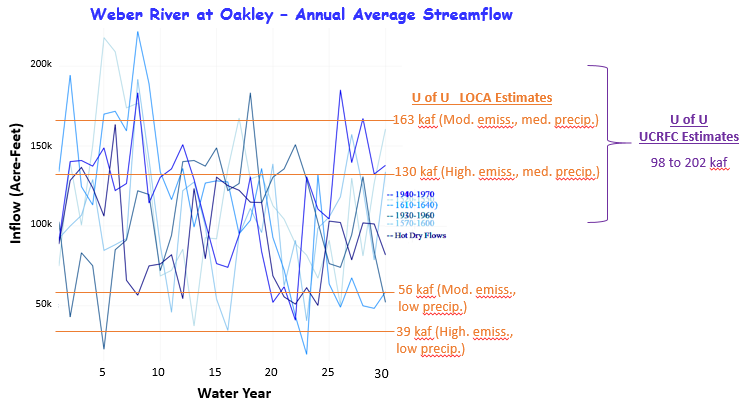 Weber River at Oakley – Annual Average Streamflow
200k
150k
100k
50k
Inflow (Acre-Feet)
5
10
15
20
25
30
Water Year
U of U LOCA Estimates
163 kaf (Mod. emiss., med. precip.)
130 kaf (High. emiss., med. precip.)
1940-1970
1610-1640}
1930-1960
1570-1600
Hot Dry Flows
56 kaf (Mod. emiss.,
low precip.)
39 kaf (High. emiss.,
low precip.)
U of U
UCRFC Estimates
98 to 202 kaf